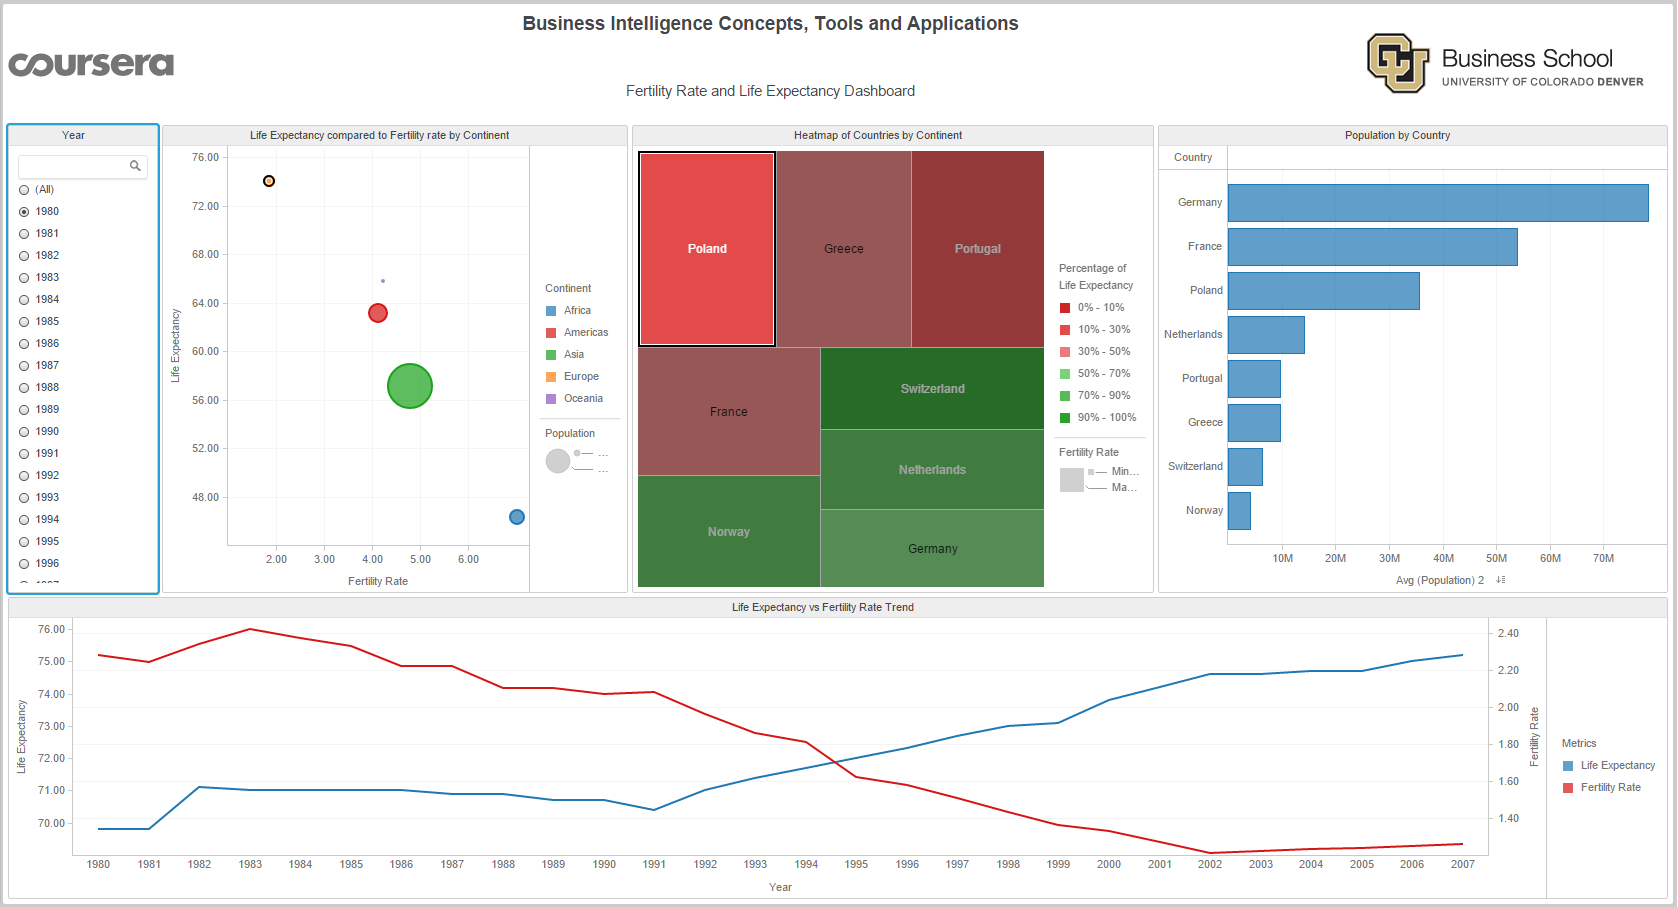 Business Intelligence Concepts, Tools and Applications
coursera
CU
Business School
UNIVERSITY OF COLORADO DENVER
Fertility Rate and Life Expectancy Dashboard
Year
(All)
1980
1981
1982
1983
1984
1985
1986
1987
1988
1989
1990
1991
1992
1993
1994
1995
1996
Life Expectancy compared to Fertility rate by Continent
76.00
72.00
68.00
64.00
60.00
56.00
52.00
48.00
Life Expectancy
2.00 3.00 4.00 5.00 6.00
Fertility Rate
Continent
Africa
Americas
Asia
Europe
Oceania
Population
...
...
Heatmap of Countries by Continent
Poland
Greece
Portugal
France
Switzerland
Netherlands
Norway
Germany
Percentage of
Life Expectancy
0% - 10%
10% - 30%
30% - 50%
50% - 70%
70% - 90%
90% - 100%
Fertility Rate
Min...
Ma...
Population by Country
Country
Germany
France
Poland
Netherlands
Portugal
Greece
Switzerland
Norway
10M 20M 30M 40M 50M 60M 70M
Avg (Population) 2
Life Expectancy vs Fertility Rate Trend
76.00
75.00
74.00
73.00
72.00
71.00
70.00
Life Expectancy
2.40
2.20
2.00
1.80
1.60
1.40
Fertility Rate
1980 1981 1982 1983 1984 1985 1986 1987 1988 1989 1990 1991 1992 1993 1994 1995 1996 1997 1998 1999 2000 2001 2002 2003 2004 2005 2006 2007
Year
Metrics
Life Expectancy
Fertility Rate